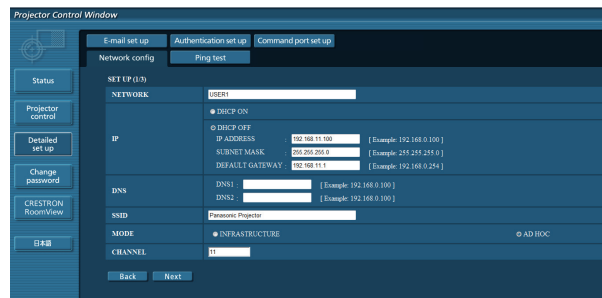 Projector Control Window
E-mail set up Authentication set up Command port set up
Network config Ping test
Status
Projector control
Detailed set up
Change password
CRESTRON RoomView
日本語
SET UP (1/3)
NETWORK USER1
IP DHCP ON
DHCP OFF
IP ADDRESS : 192.168.11.100 [ Example: 192.168.0.100 ]
SUBNET MASK : 255.255.255.0 [ Example: 255.255.255.0 ]
DEFAULT GATEWAY : 192.168.11.1 [ Example: 192.168.0.254 ]
DNS DNS1 : [ Example: 192.168.0.100 ]
DNS2 : [ Example: 192.168.0.100 ]
SSID Panasonic Projector
MODE INFRASTRUCTURE AD HOC
CHANNEL 11
Back Next